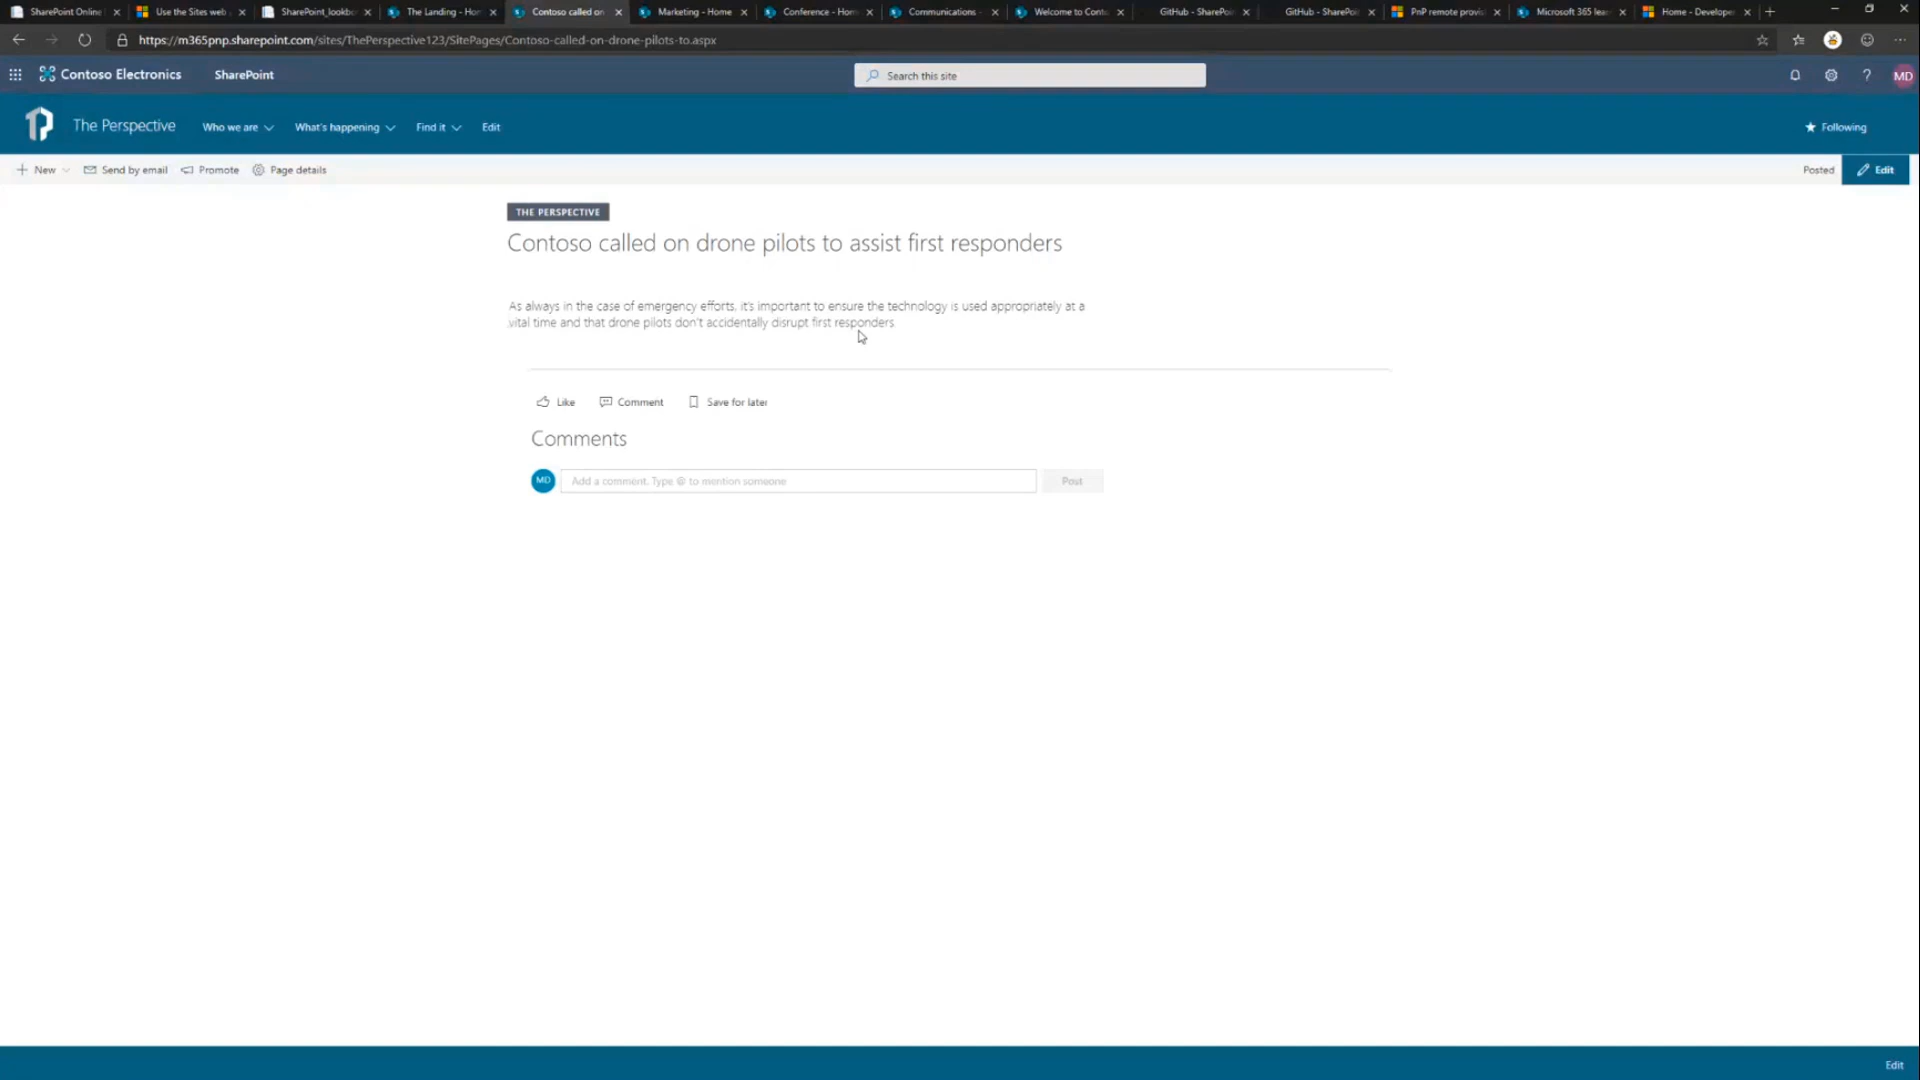 SharePoint Online
Use the Sites web
SharePoint_lookbo
The Landing - Hom
Contoso called on
Marketing - Home
Conference - Hom
Communications -
Welcome to Conto
GitHub - SharePoi
GitHub - SharePoi
PnP remote provis
Microsoft 365 lear
Home - Develope
https://m365pnp.sharepoint.com/sites/ThePerspective123/SitePages/Contoso-called-on-drone-pilots-to.aspx
Contoso Electronics
SharePoint
Search this site
?
MD
The Perspective
Who we are
What's happening
Find it
Edit
Following
New
Send by email
Promote
Page details
Posted
Edit
THE PERSPECTIVE
Contoso called on drone pilots to assist first responders
As always in the case of emergency efforts, it's important to ensure the technology is used appropriately at a
vital time and that drone pilots don't accidentally disrupt first responders
Like
Comment
Save for later
Comments
MD
Add a comment. Type @ to mention someone
Post
Edit